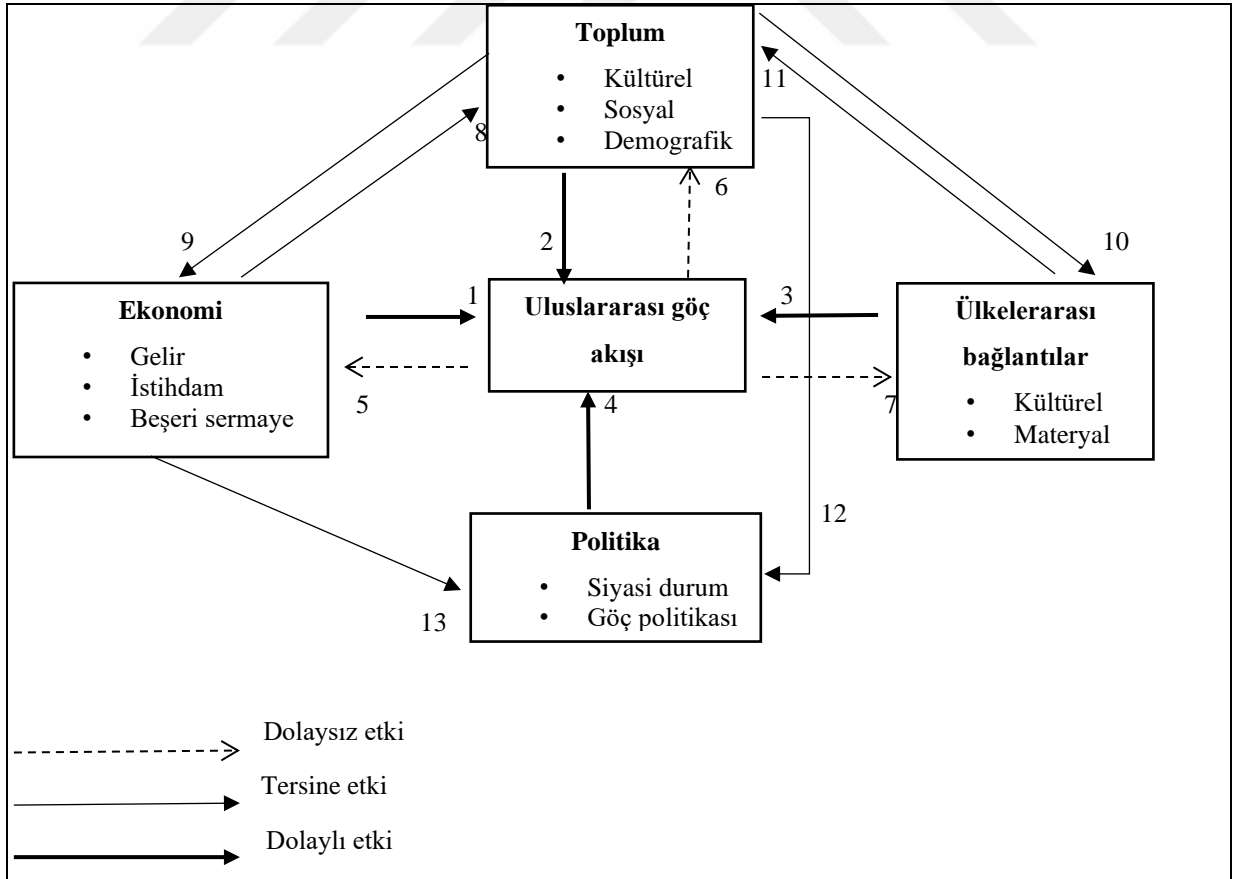 Toplum
• Kültürel
• Sosyal
• Demografik
11
8
6
9
2
10
Ekonomi
• Gelir
• İstihdam
• Beşeri sermaye
1
Uluslararası göç
akışı
3
Ülkelerarası
bağlantılar
• Kültürel
• Materyal
5
4
7
12
Politika
• Siyasi durum
• Göç politikası
13
Dolaysız etki
Tersine etki
Dolaylı etki